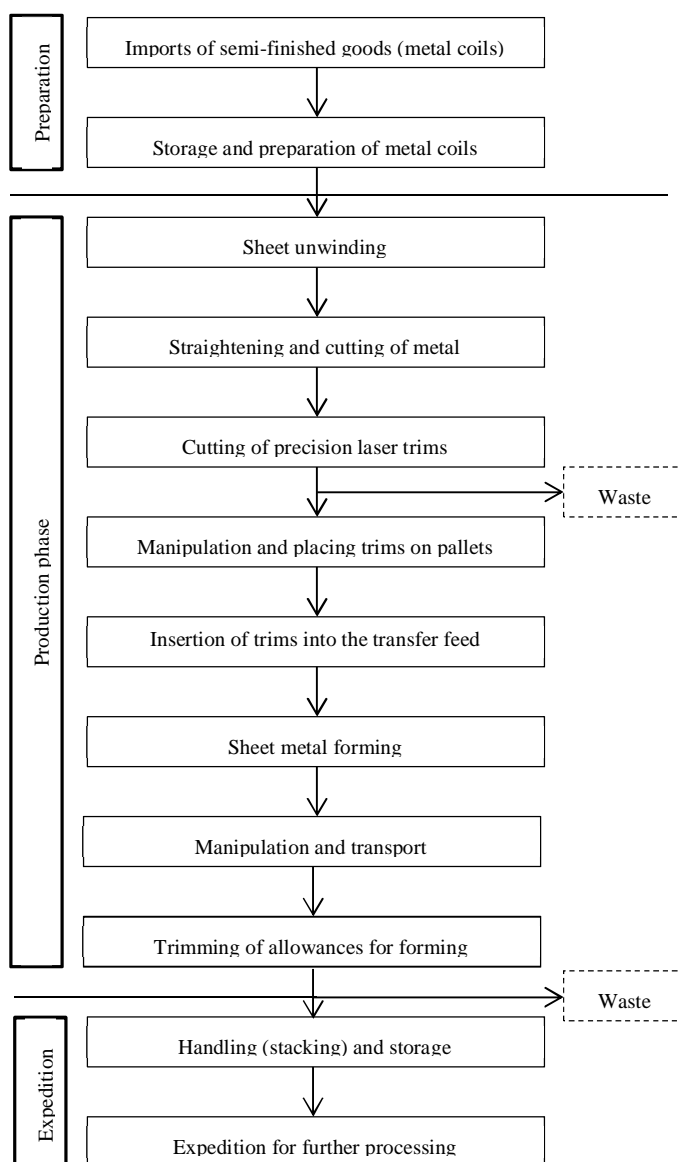 Preparation
Imports of semi-finished goods (metal coils)
Storage and preparation of metal coils
Production phase
Sheet unwinding
Straightening and cutting of metal
Cutting of precision laser trims
Waste
Manipulation and placing trims on pallets
Insertion of trims into the transfer feed
Sheet metal forming
Manipulation and transport
Trimming of allowances for forming
Waste
Expedition
Handling (stacking) and storage
Expedition for further processing